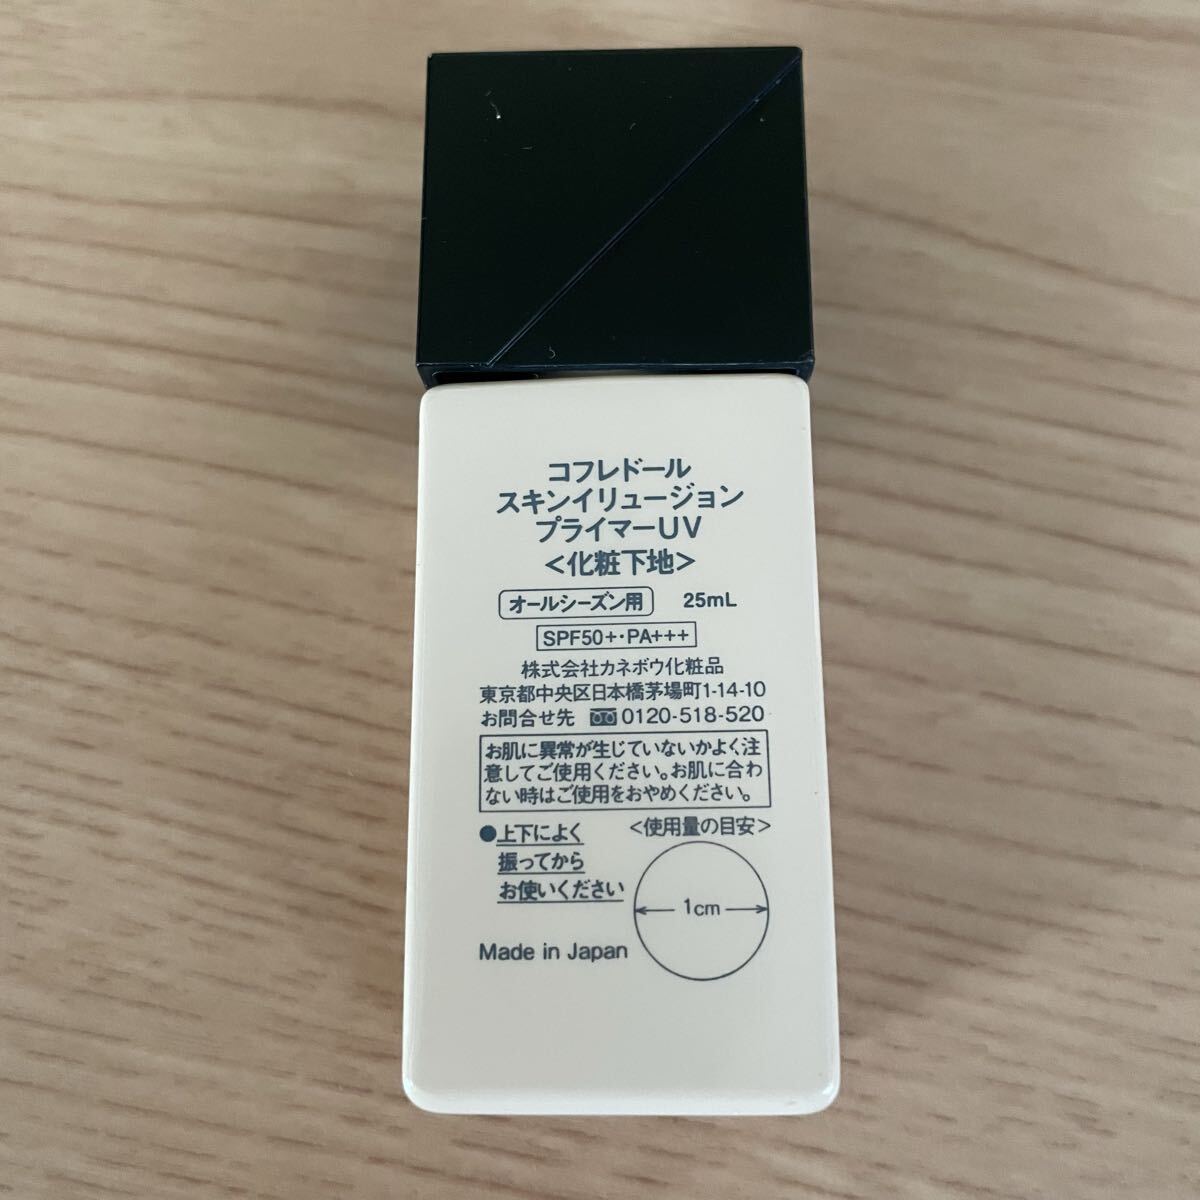 コフレドール
スキンイリュージョン
プライマーUV
<化粧下地>
オールシーズン用 25mL
SPF50+・PA+++
株式会社カネボウ化粧品
東京都中央区日本橋茅場町1-14-10
お問合せ先 0120-518-520
お肌に異常が生じていないかよく注
意してご使用ください。お肌に合わ
ない時はご使用をおやめください。
●上下によく
振ってから
お使いください
<使用量の目安>
1cm
Made in Japan